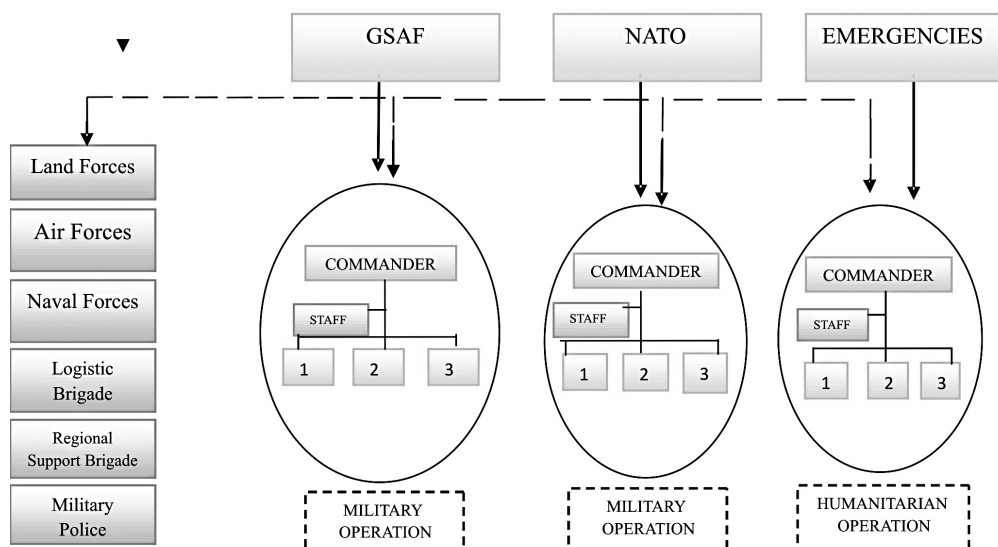 GSAF
NATO
EMERGENCIES
Land Forces
Air Forces
Naval Forces
Logistic
Brigade
Regional
Support Brigade
Military
Police
COMMANDER
STAFF
1 2 3
MILITARY
OPERATION
COMMANDER
STAFF
1 2 3
MILITARY
OPERATION
COMMANDER
STAFF
1 2 3
HUMANITARIAN
OPERATION